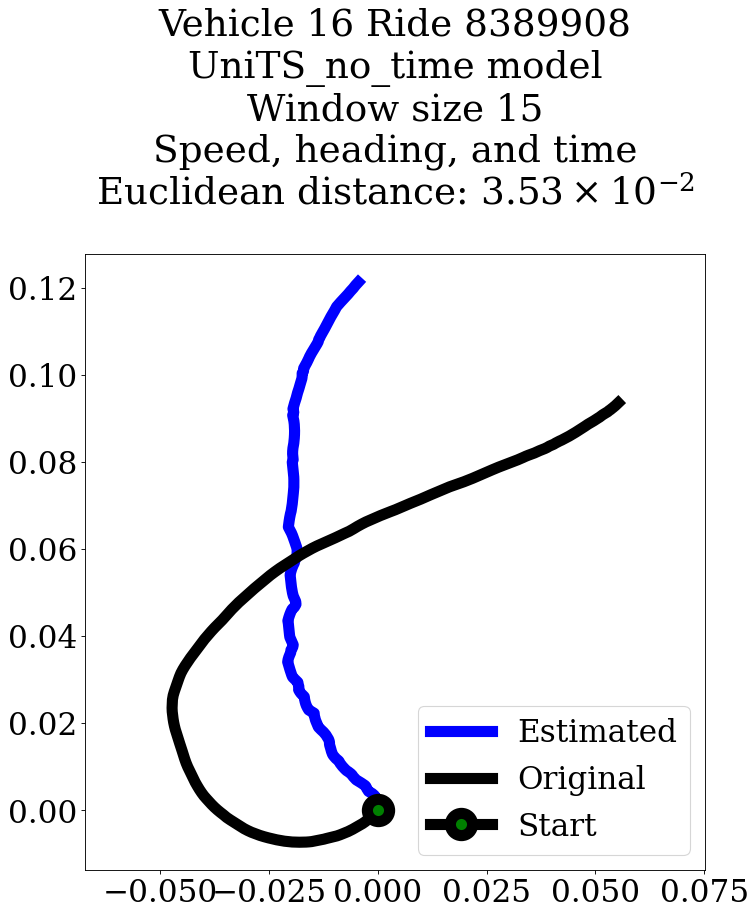 Vehicle 16 Ride 8389908
UniTS_no_time model
Window size 15
Speed, heading, and time
Euclidean distance: 3.53 × 10⁻²
0.12
0.10
0.08
0.06
0.04
0.02
0.00
Estimated
Original
Start
−0.050 −0.025 0.000 0.025 0.050 0.075